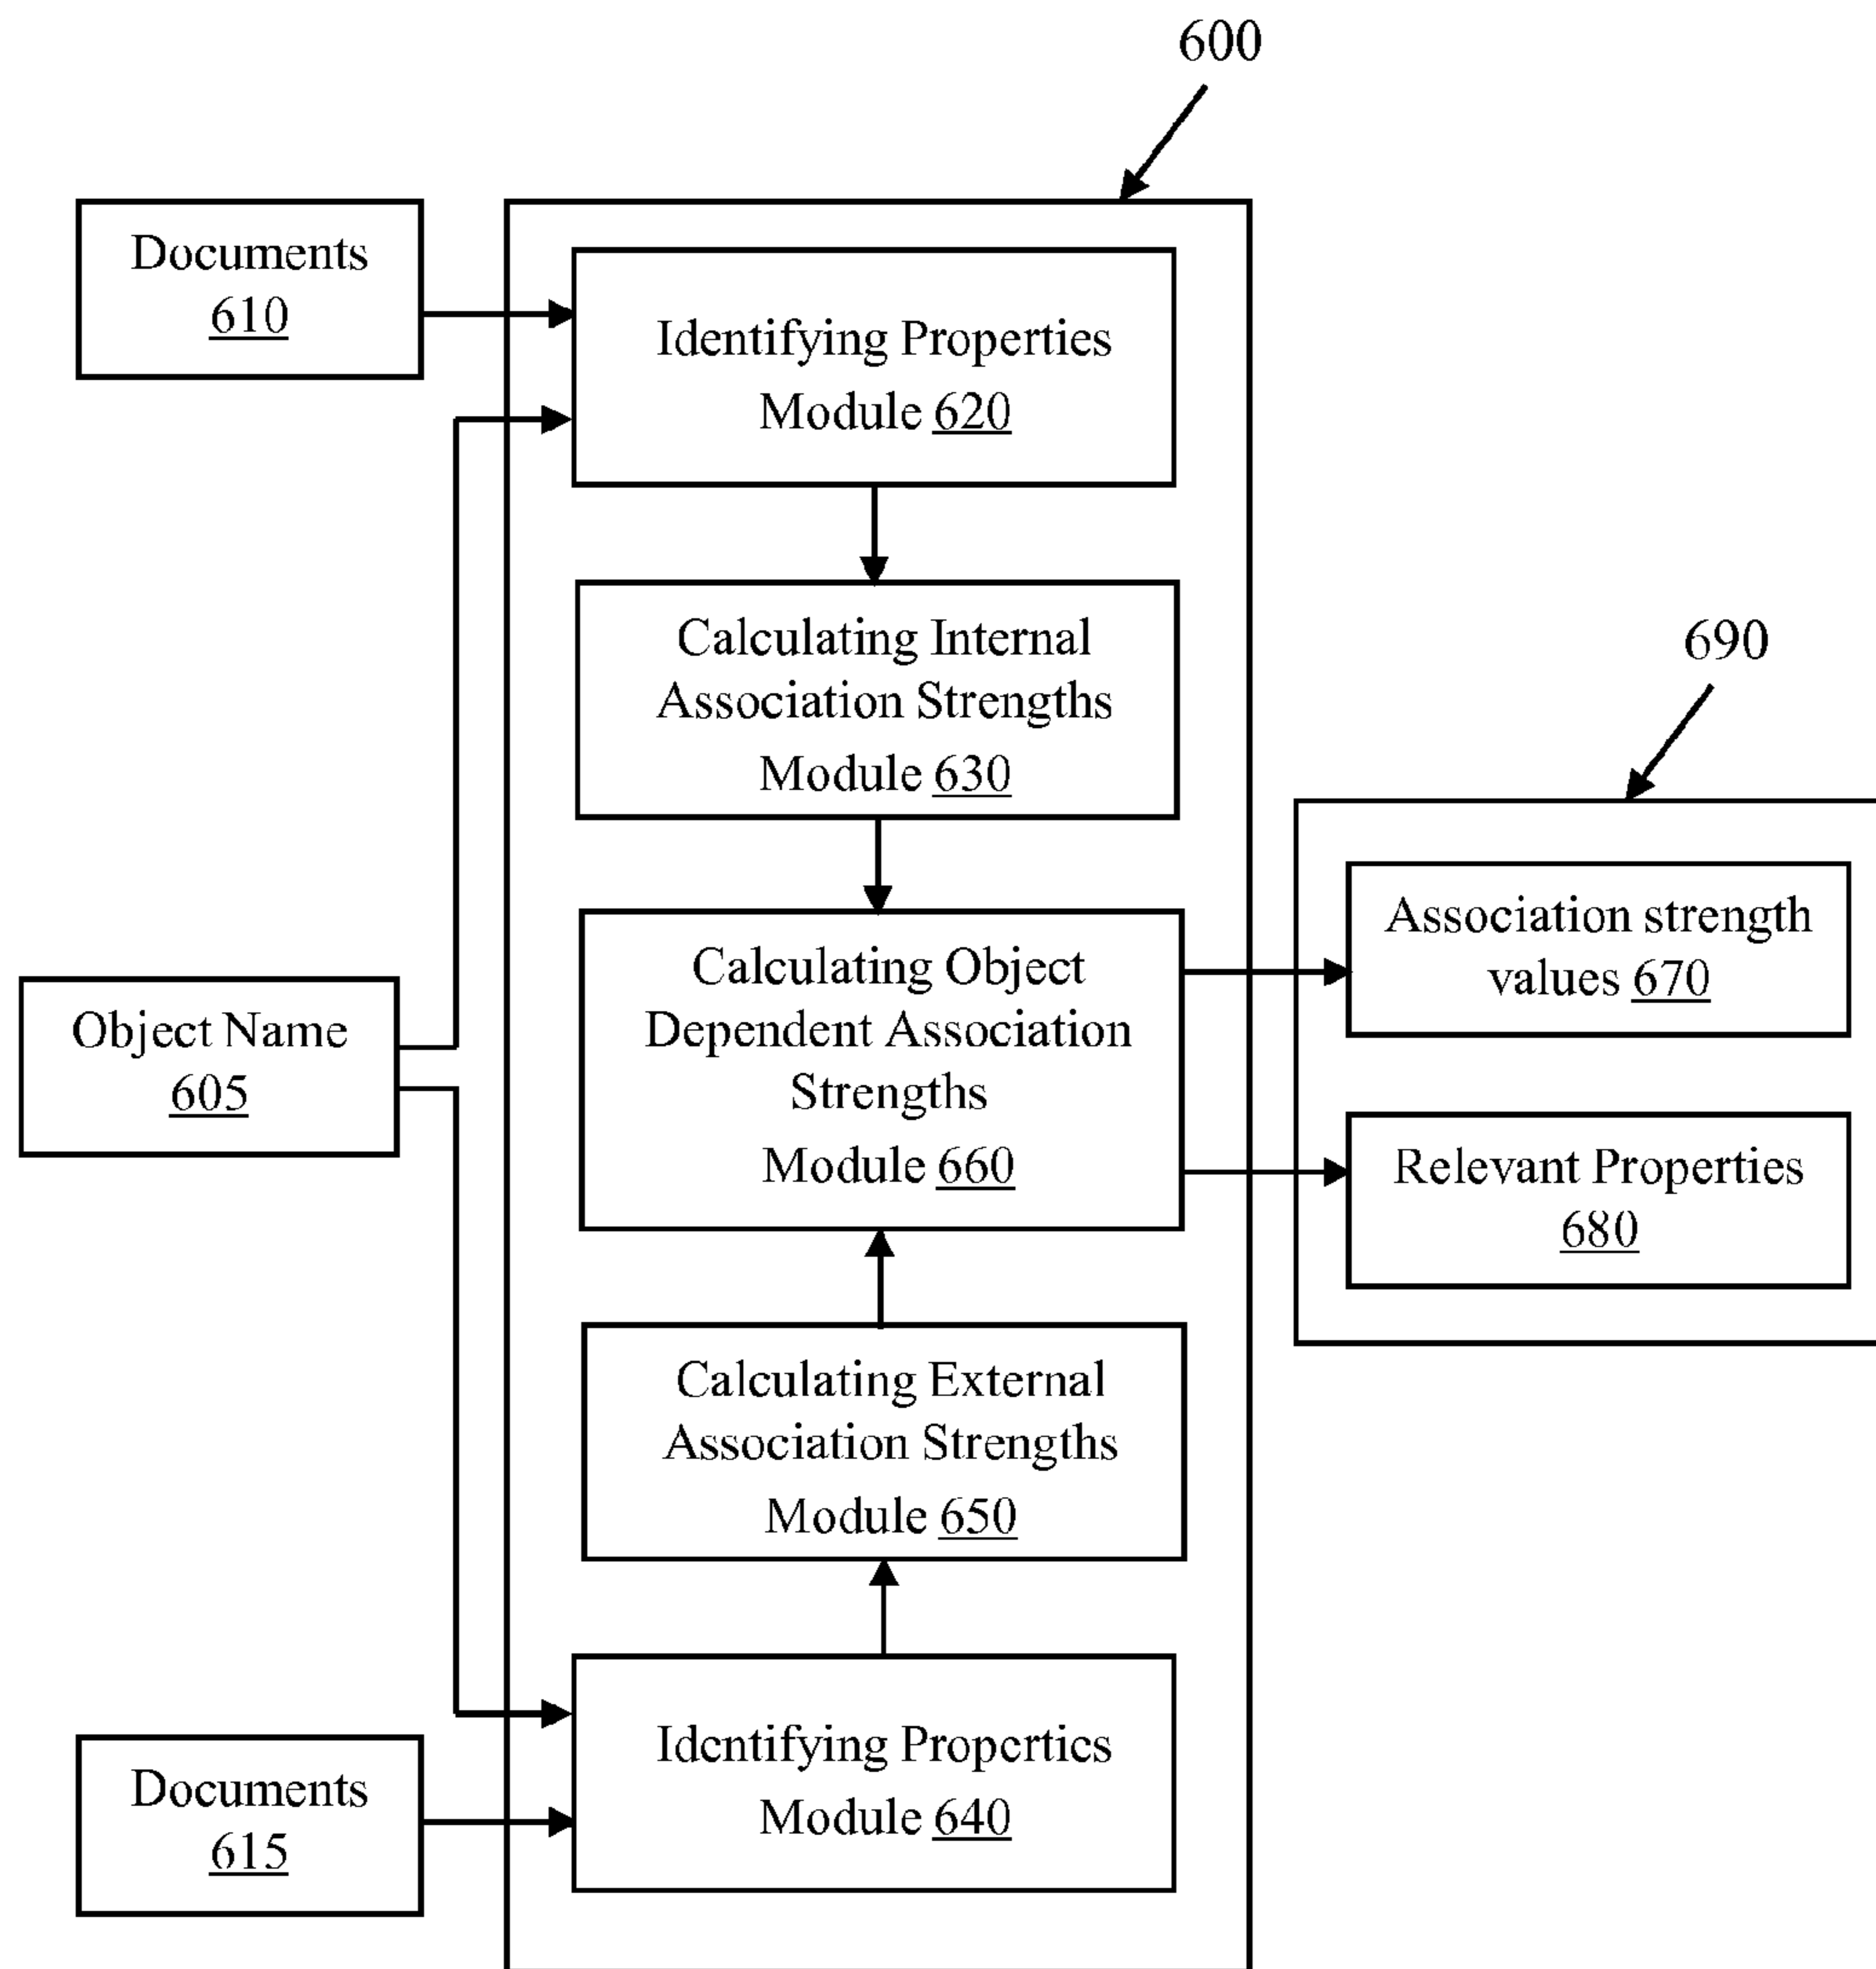 600
Documents
610
Identifying Properties
Module 620
Calculating Internal
Association Strengths
Module 630
690
Object Name
605
Calculating Object
Dependent Association
Strengths
Module 660
Association strength
values 670
Relevant Properties
680
Calculating External
Association Strengths
Module 650
Documents
615
Identifying Properties
Module 640